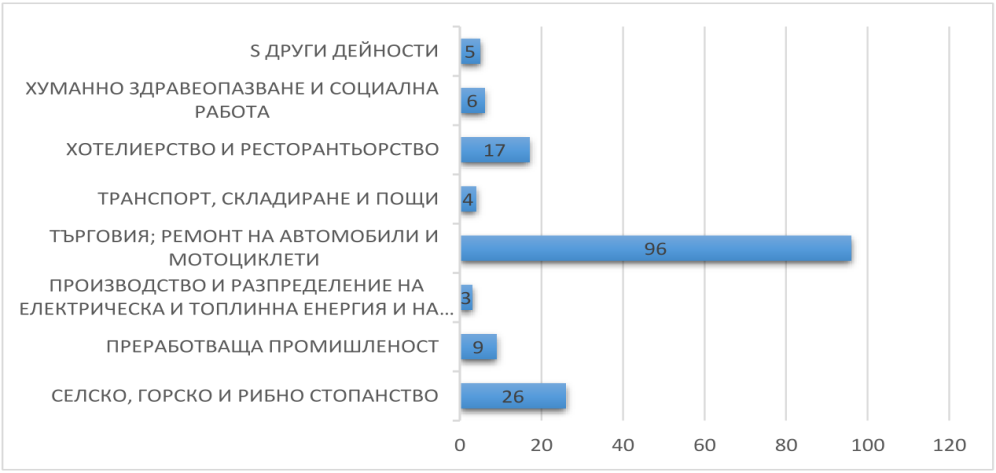 S ДРУГИ ДЕЙНОСТИ
5
ХУМАННО ЗДРАВЕОПАЗВАНЕ И СОЦИАЛНА
РАБОТА
6
ХОТЕЛИЕРСТВО И РЕСТОРАНТЬОРСТВО
17
ТРАНСПОРТ, СКЛАДИРАНЕ И ПОЩИ
4
ТЪРГОВИЯ; РЕМОНТ НА АВТОМОБИЛИ И
МОТОЦИКЛЕТИ
96
ПРОИЗВОДСТВО И РАЗПРЕДЕЛЕНИЕ НА
ЕЛЕКТРИЧЕСКА И ТОПЛИННА ЕНЕРГИЯ И НА...
3
ПРЕРАБОТВАЩА ПРОМИШЛЕНОСТ
9
СЕЛСКО, ГОРСКО И РИБНО СТОПАНСТВО
26
0 20 40 60 80 100 120